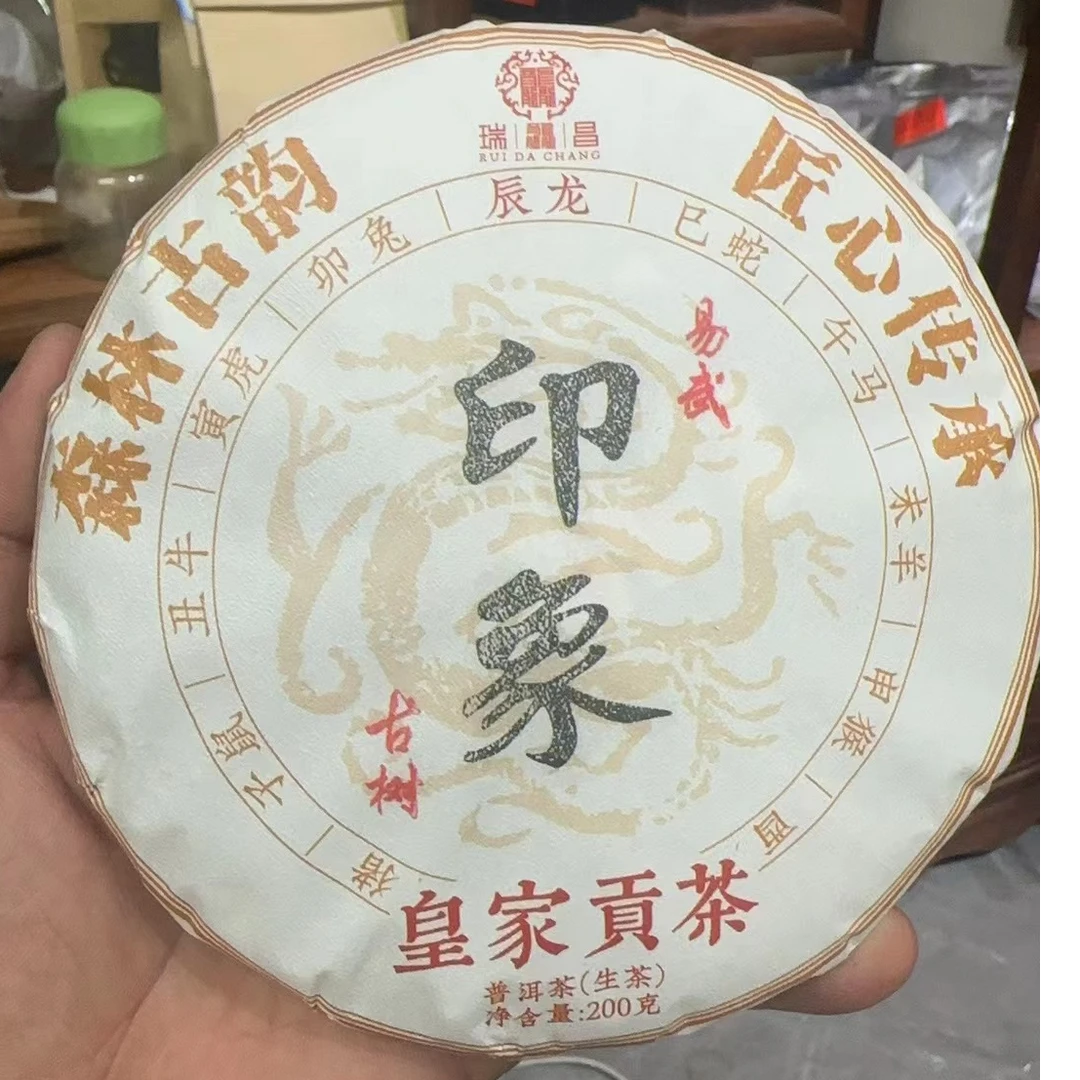 瑞|龘|昌
RUI DA CHANG
森林古韵
匠心传承
猪|子鼠|丑牛|寅虎|卯兔|辰龙|巳蛇|午马|未羊|申猴|酉
易武
印象
古树
皇家贡茶
普洱茶(生茶)
净含量:200克